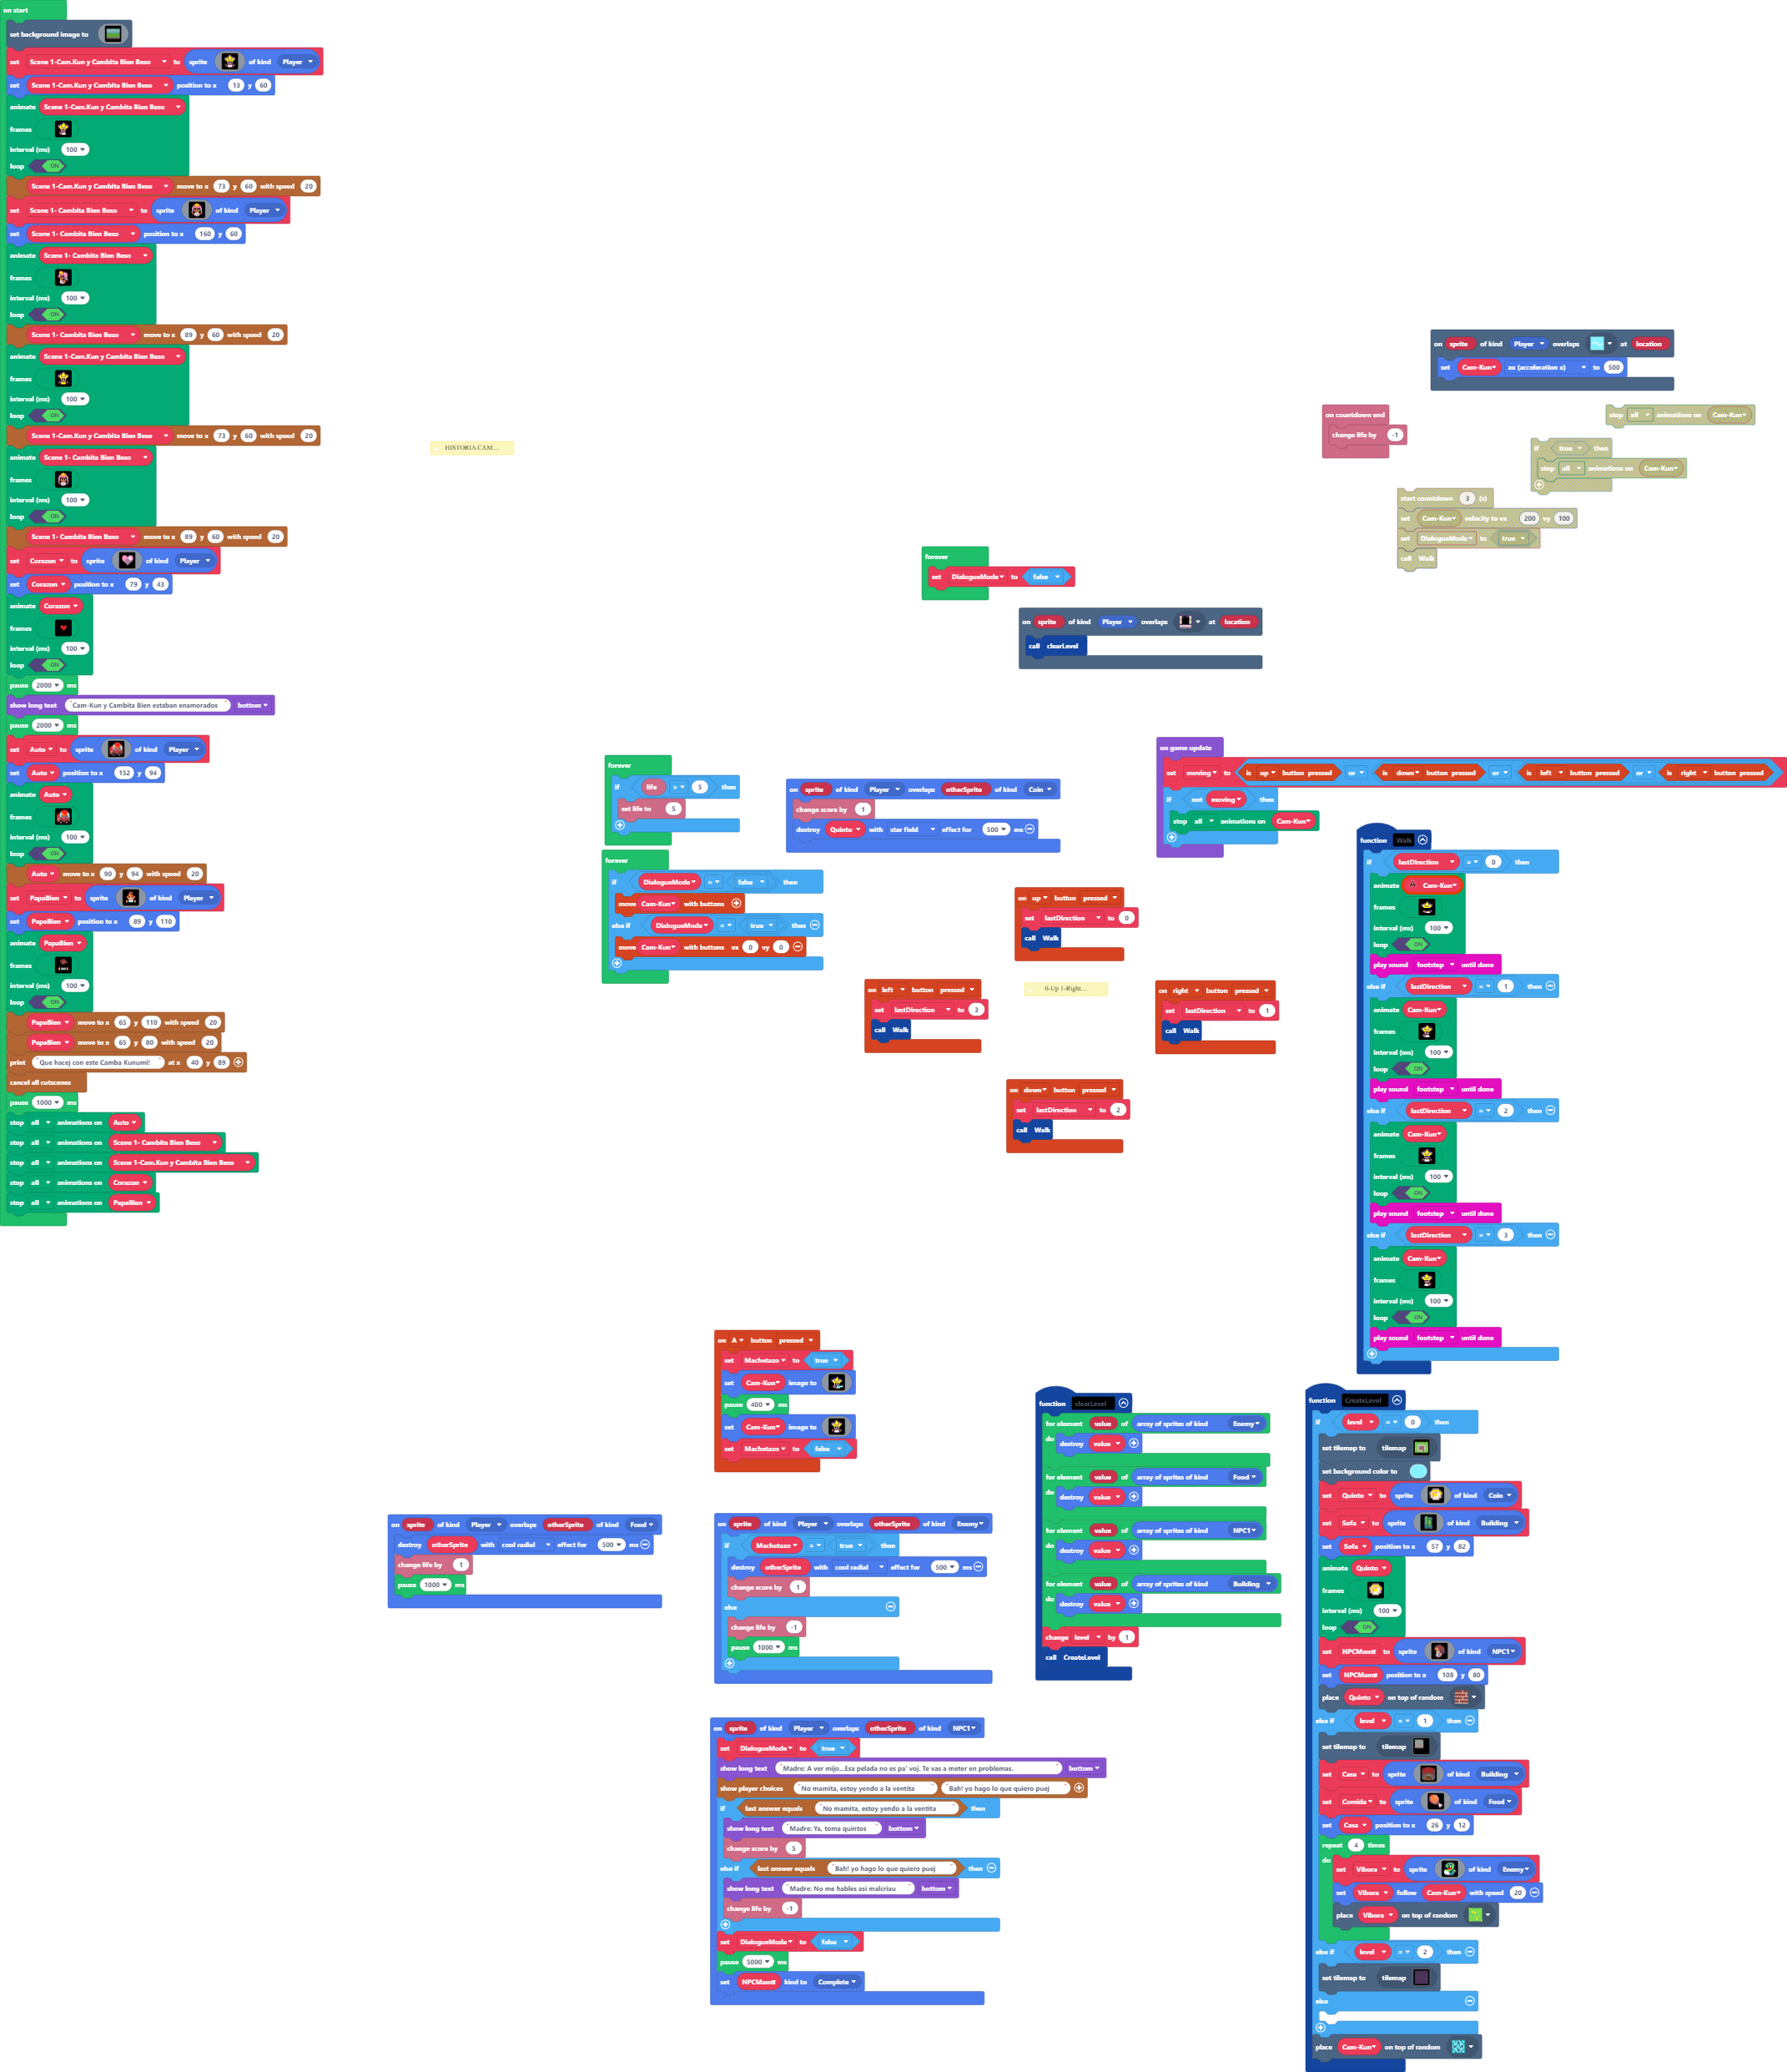 on start
set background image to
set Scene 1-Cam.Kun y Cambita Bien Beso to sprite of kind Player
set Scene 1-Cam.Kun y Cambita Bien Beso position to x 13 y 60
animate Scene 1-Cam.Kun y Cambita Bien Beso
frames
interval (ms) 100
loop ON
Scene 1-Cam.Kun y Cambita Bien Beso move to x 73 y 60 with speed 20
set Scene 1- Cambita Bien Beso to sprite of kind Player
set Scene 1- Cambita Bien Beso position to x 160 y 60
animate Scene 1- Cambita Bien Beso
frames
interval (ms) 100
loop ON
Scene 1- Cambita Bien Beso move to x 89 y 60 with speed 20
animate Scene 1-Cam.Kun y Cambita Bien Beso
frames
interval (ms) 100
loop ON
Scene 1-Cam.Kun y Cambita Bien Beso move to x 73 y 60 with speed 20
animate Scene 1- Cambita Bien Beso
frames
interval (ms) 100
loop ON
Scene 1- Cambita Bien Beso move to x 89 y 60 with speed 20
set Corazon to sprite of kind Player
set Corazon position to x 79 y 43
animate Corazon
frames
interval (ms) 100
loop ON
pause 2000 ms
show long text "Cam-Kun y Cambita Bien estaban enamorados" bottom
pause 2000 ms
set Auto to sprite of kind Player
set Auto position to x 152 y 94
animate Auto
frames
interval (ms) 100
loop ON
Auto move to x 90 y 94 with speed 20
set PapaBien to sprite of kind Player
set PapaBien position to x 89 y 110
animate PapaBien
frames
interval (ms) 100
loop ON
PapaBien move to x 65 y 110 with speed 20
PapaBien move to x 65 y 80 with speed 20
print "Que hacej con este Camba Kunumi!" at x 40 y 89
cancel all cutscenes
pause 1000 ms
stop all animations on Auto
stop all animations on Scene 1- Cambita Bien Beso
stop all animations on Scene 1-Cam.Kun y Cambita Bien Beso
stop all animations on Corazon
stop all animations on PapaBien
HISTORIA CAM...
on sprite of kind Player overlaps at location
set Cam-Kun ax (acceleration x) to 500
on countdown end
change life by -1
stop all animations on Cam-Kun
if true then
stop all animations on Cam-Kun
start countdown 3 (s)
set Cam-Kun velocity to vx 200 vy 100
set DialogueMode to true
call Walk
forever
set DialogueMode to false
on sprite of kind Player overlaps at location
call clearLevel
forever
if life > 5 then
set life to 5
on sprite of kind Player overlaps otherSprite of kind Coin
change score by 1
destroy Quinto with star field effect for 500 ms
on game update
set moving to is up button pressed or is down button pressed or is left button pressed or is right button pressed
if not moving then
stop all animations on Cam-Kun
forever
if DialogueMode = false then
move Cam-Kun with buttons
else if DialogueMode = true then
move Cam-Kun with buttons vx 0 vy 0
on up button pressed
set lastDirection to 0
call Walk
on left button pressed
set lastDirection to 3
call Walk
0-Up 1-Right...
on right button pressed
set lastDirection to 1
call Walk
on down button pressed
set lastDirection to 2
call Walk
function Walk
if lastDirection = 0 then
animate Cam-Kun
frames
interval (ms) 100
loop ON
play sound footstep until done
else if lastDirection = 1 then
animate Cam-Kun
frames
interval (ms) 100
loop ON
play sound footstep until done
else if lastDirection = 2 then
animate Cam-Kun
frames
interval (ms) 100
loop ON
play sound footstep until done
else if lastDirection = 3 then
animate Cam-Kun
frames
interval (ms) 100
loop ON
play sound footstep until done
on A button pressed
set Machetazo to true
set Cam-Kun image to
pause 400 ms
set Cam-Kun image to
set Machetazo to false
on sprite of kind Player overlaps otherSprite of kind Food
destroy otherSprite with cool radial effect for 500 ms
change life by 1
pause 1000 ms
on sprite of kind Player overlaps otherSprite of kind Enemy
if Machetazo = true then
destroy otherSprite with cool radial effect for 500 ms
change score by 1
else
change life by -1
pause 1000 ms
function clearLevel
for element value of array of sprites of kind Enemy
do destroy value
for element value of array of sprites of kind Food
do destroy value
for element value of array of sprites of kind NPC1
do destroy value
for element value of array of sprites of kind Building
do destroy value
change level by 1
call CreateLevel
on sprite of kind Player overlaps otherSprite of kind NPC1
set DialogueMode to true
show long text "Madre: A ver mijo...Esa pelada no es pa' voj. Te vas a meter en problemas." bottom
show player choices "No mamita, estoy yendo a la ventita" "Bah! yo hago lo que quiero puej"
if last answer equals "No mamita, estoy yendo a la ventita" then
show long text "Madre: Ya, toma quintos" bottom
change score by 5
else if last answer equals "Bah! yo hago lo que quiero puej" then
show long text "Madre: No me hables asi malcriau" bottom
change life by -1
set DialogueMode to false
pause 5000 ms
set NPCMamá kind to Complete
function CreateLevel
if level = 0 then
set tilemap to tilemap
set background color to
set Quinto to sprite of kind Coin
set Sofa to sprite of kind Building
set Sofa position to x 57 y 82
animate Quinto
frames
interval (ms) 100
loop ON
set NPCMamá to sprite of kind NPC1
set NPCMamá position to x 108 y 80
place Quinto on top of random
else if level = 1 then
set tilemap to tilemap
set Casa to sprite of kind Building
set Comida to sprite of kind Food
set Casa position to x 26 y 12
repeat 4 times
do set Vibora to sprite of kind Enemy
set Vibora follow Cam-Kun with speed 20
place Vibora on top of random
else if level = 2 then
set tilemap to tilemap
else
place Cam-Kun on top of random